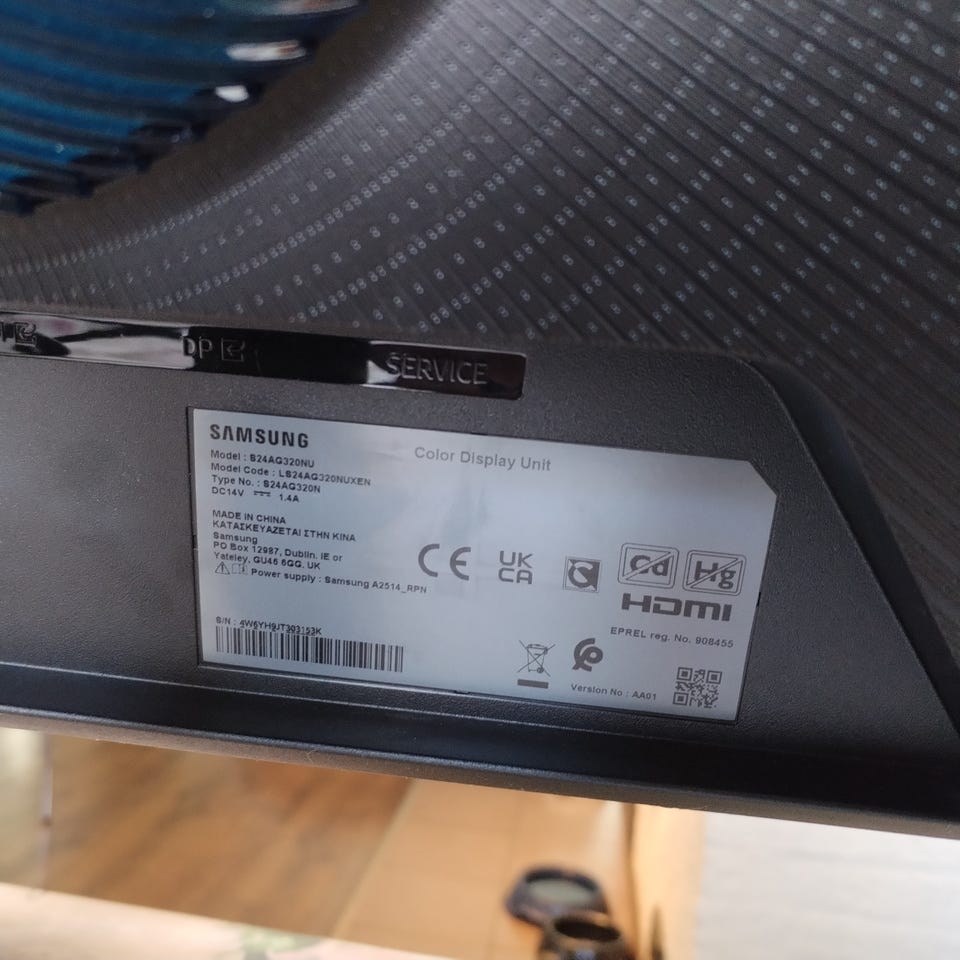 DP
SERVICE
SAMSUNG
Color Display Unit
Model : S24AG320NU
Model Code : LS24AG320NUXEN
Type No. : S24AG320N
DC14V ⎓ 1.4A
MADE IN CHINA
ΚΑΤΑΣΚΕΥΑΖΕΤΑΙ ΣΤΗΝ ΚΙΝΑ
Samsung
PO Box 12987, Dublin. IE or
Yateley, GU46 6GG. UK
Power supply : Samsung A2514_RPN
CE
UK
CA
Cd
Hg
HDMI
EPREL reg. No. 908455
S/N : 4W6YH9JT303153K
Version No : AA01